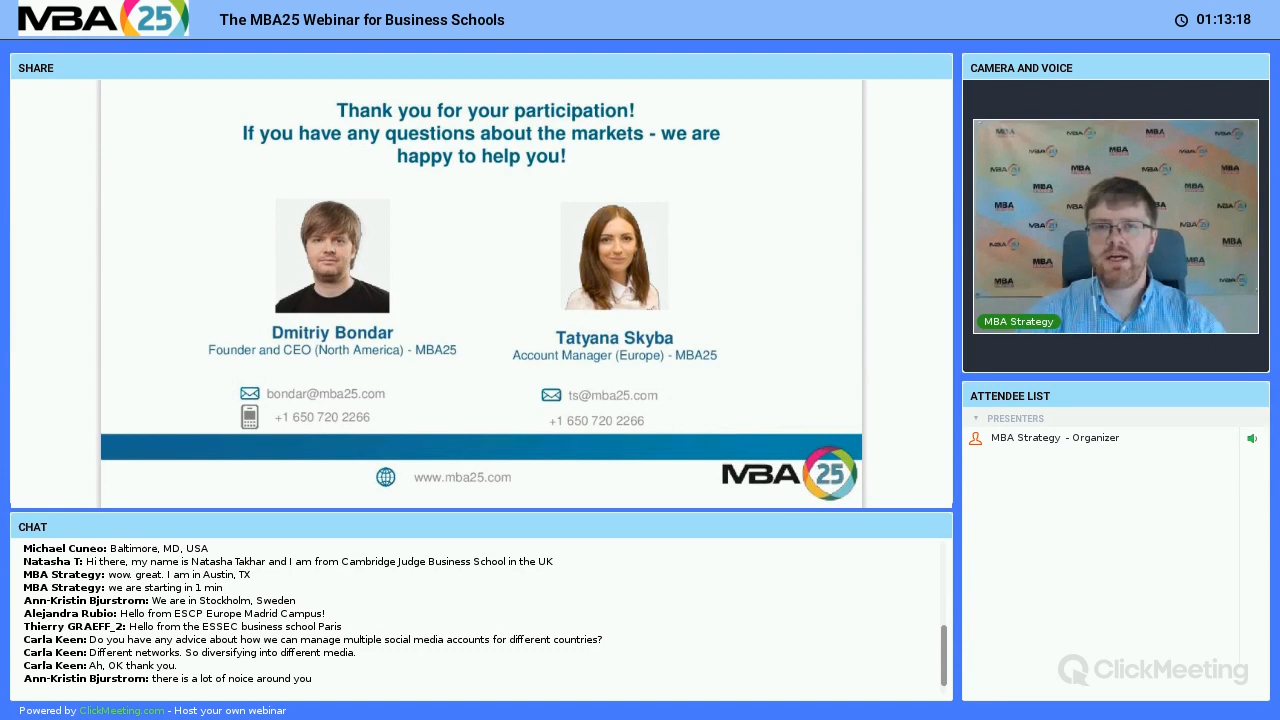 MBA 25
The MBA25 Webinar for Business Schools
01:13:18
SHARE
Thank you for your participation!
If you have any questions about the markets - we are
happy to help you!
Dmitriy Bondar
Founder and CEO (North America) - MBA25
bondar@mba25.com
+1 650 720 2266
Tatyana Skyba
Account Manager (Europe) - MBA25
ts@mba25.com
+1 650 720 2266
www.mba25.com
MBA 25
CHAT
Michael Cuneo: Baltimore, MD, USA
Natasha T: Hi there, my name is Natasha Takhar and I am from Cambridge Judge Business School in the UK
MBA Strategy: wow. great. I am in Austin, TX
MBA Strategy: we are starting in 1 min
Ann-Kristin Bjurstrom: We are in Stockholm, Sweden
Alejandra Rubio: Hello from ESCP Europe Madrid Campus!
Thierry GRAEFF_2: Hello from the ESSEC business school Paris
Carla Keen: Do you have any advice about how we can manage multiple social media accounts for different countries?
Carla Keen: Different networks. So diversifying into different media.
Carla Keen: Ah, OK thank you.
Ann-Kristin Bjurstrom: there is a lot of noice around you
CAMERA AND VOICE
MBA Strategy
ATTENDEE LIST
PRESENTERS
MBA Strategy - Organizer
ClickMeeting
Powered by ClickMeeting.com - Host your own webinar